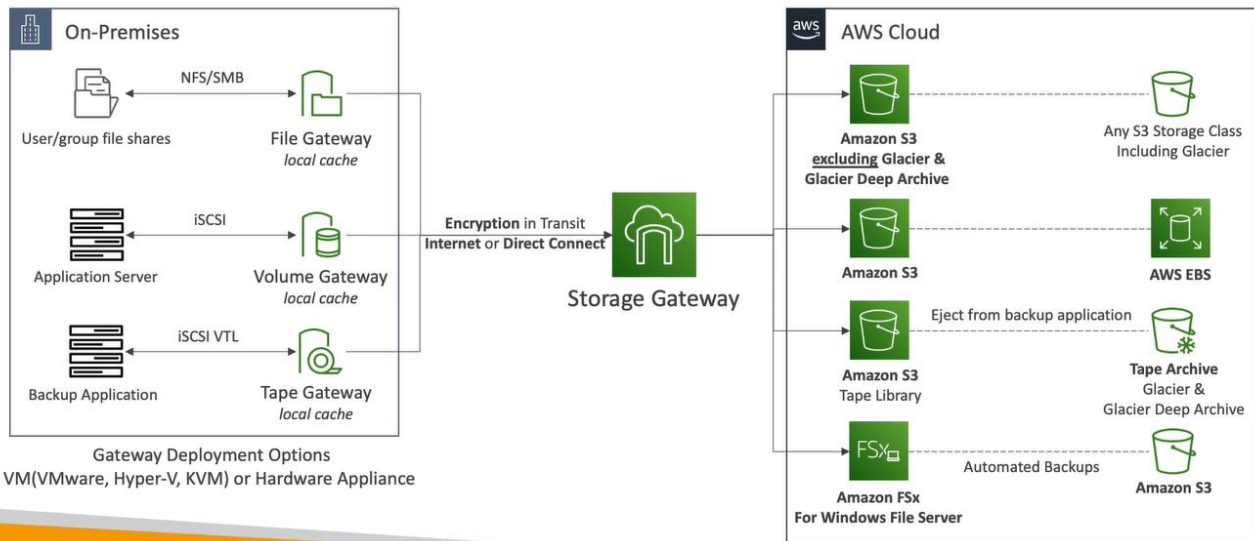 On-Premises
NFS/SMB
User/group file shares
File Gateway
local cache
iSCSI
Application Server
Volume Gateway
local cache
iSCSI VTL
Backup Application
Tape Gateway
local cache
Gateway Deployment Options
VM(VMware, Hyper-V, KVM) or Hardware Appliance
Encryption in Transit
Internet or Direct Connect
Storage Gateway
aws
AWS Cloud
Amazon S3
excluding Glacier &
Glacier Deep Archive
Any S3 Storage Class
Including Glacier
Amazon S3
AWS EBS
Eject from backup application
Amazon S3
Tape Library
Tape Archive
Glacier &
Glacier Deep Archive
FSx
Automated Backups
Amazon FSx
For Windows File Server
Amazon S3